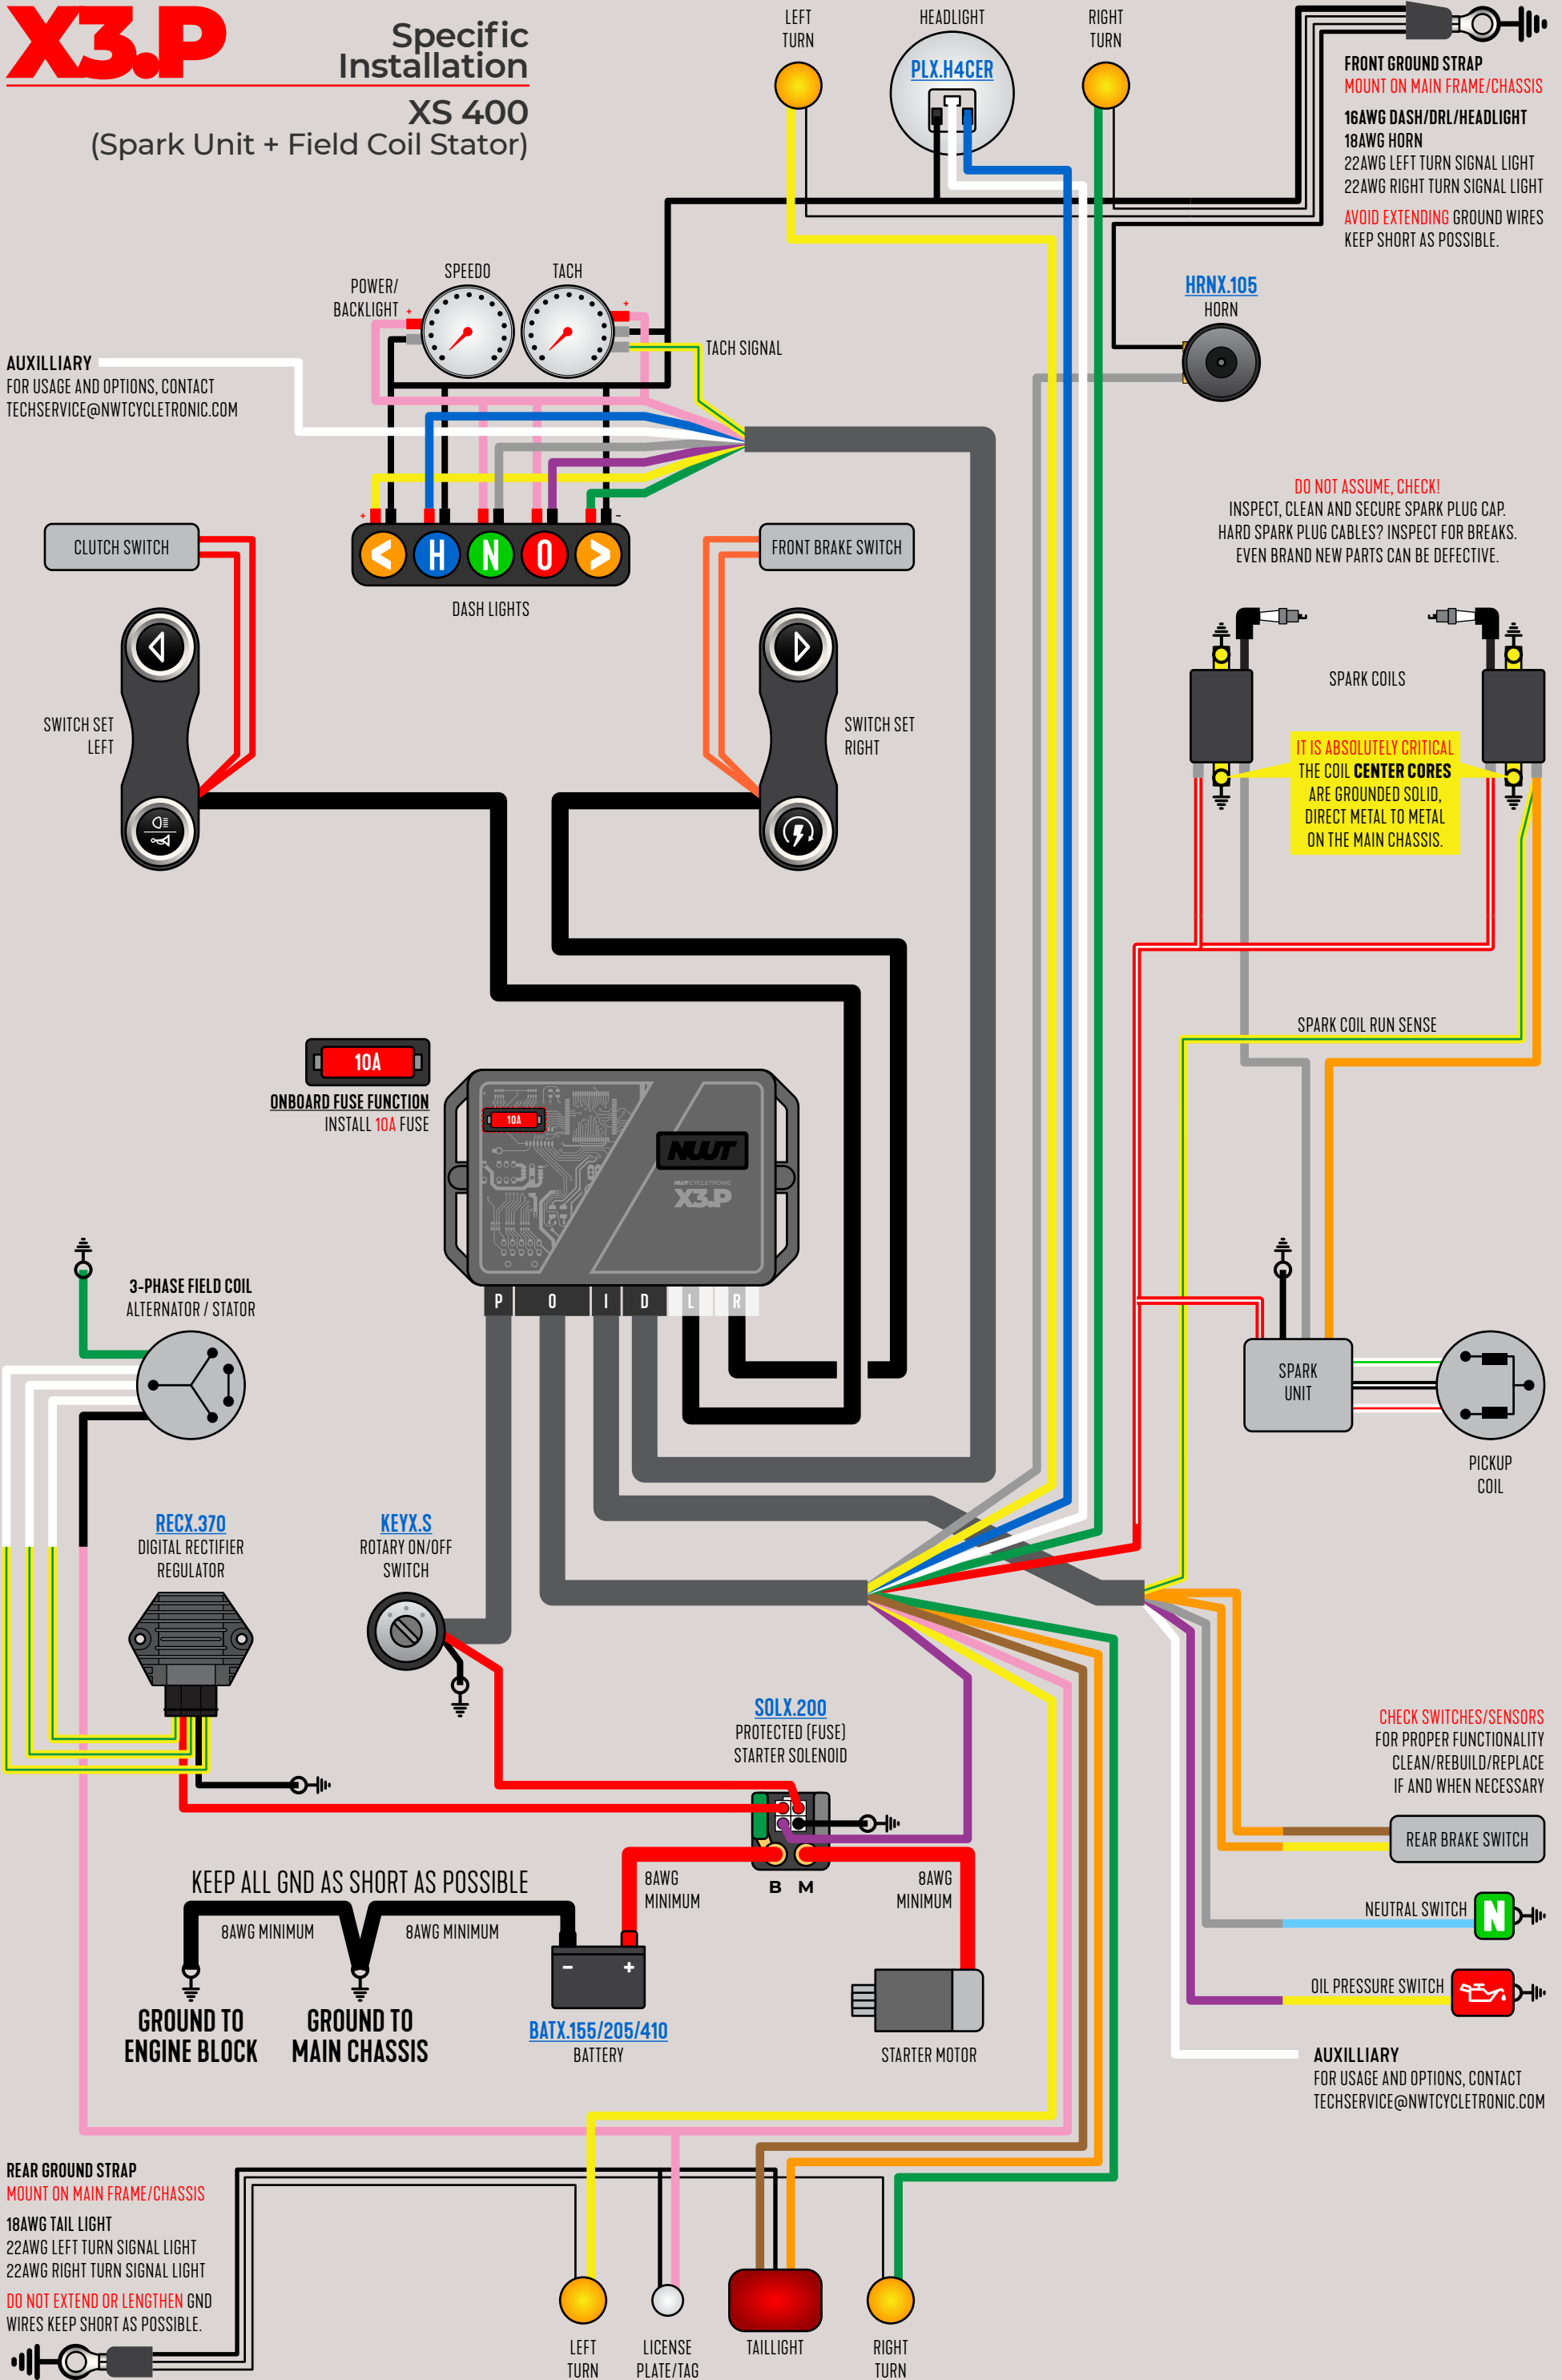 X3.P
Specific
Installation
XS 400
(Spark Unit + Field Coil Stator)
LEFT
TURN
HEADLIGHT
PLX.H4CER
RIGHT
TURN
FRONT GROUND STRAP
MOUNT ON MAIN FRAME/CHASSIS
16AWG DASH/DRL/HEADLIGHT
18AWG HORN
22AWG LEFT TURN SIGNAL LIGHT
22AWG RIGHT TURN SIGNAL LIGHT
AVOID EXTENDING GROUND WIRES
KEEP SHORT AS POSSIBLE.
POWER/
BACKLIGHT
SPEEDO
TACH
+
+
TACH SIGNAL
HRNX.105
HORN
AUXILLIARY
FOR USAGE AND OPTIONS, CONTACT
TECHSERVICE@NWTCYCLETRONIC.COM
DO NOT ASSUME, CHECK!
INSPECT, CLEAN AND SECURE SPARK PLUG CAP.
HARD SPARK PLUG CABLES? INSPECT FOR BREAKS.
EVEN BRAND NEW PARTS CAN BE DEFECTIVE.
CLUTCH SWITCH
+
-
< H N O >
DASH LIGHTS
FRONT BRAKE SWITCH
SWITCH SET
LEFT
SWITCH SET
RIGHT
SPARK COILS
IT IS ABSOLUTELY CRITICAL
THE COIL CENTER CORES
ARE GROUNDED SOLID,
DIRECT METAL TO METAL
ON THE MAIN CHASSIS.
SPARK COIL RUN SENSE
10A
ONBOARD FUSE FUNCTION
INSTALL 10A FUSE
10A
NWT
NWT CYCLETRONIC
X3.P
P O I D L R
3-PHASE FIELD COIL
ALTERNATOR / STATOR
SPARK
UNIT
PICKUP
COIL
RECX.370
DIGITAL RECTIFIER
REGULATOR
KEYX.S
ROTARY ON/OFF
SWITCH
SOLX.200
PROTECTED (FUSE)
STARTER SOLENOID
B M
CHECK SWITCHES/SENSORS
FOR PROPER FUNCTIONALITY
CLEAN/REBUILD/REPLACE
IF AND WHEN NECESSARY
REAR BRAKE SWITCH
NEUTRAL SWITCH
N
OIL PRESSURE SWITCH
KEEP ALL GND AS SHORT AS POSSIBLE
8AWG MINIMUM
8AWG MINIMUM
8AWG
MINIMUM
8AWG
MINIMUM
- +
GROUND TO
ENGINE BLOCK
GROUND TO
MAIN CHASSIS
BATX.155/205/410
BATTERY
STARTER MOTOR
AUXILLIARY
FOR USAGE AND OPTIONS, CONTACT
TECHSERVICE@NWTCYCLETRONIC.COM
REAR GROUND STRAP
MOUNT ON MAIN FRAME/CHASSIS
18AWG TAIL LIGHT
22AWG LEFT TURN SIGNAL LIGHT
22AWG RIGHT TURN SIGNAL LIGHT
DO NOT EXTEND OR LENGTHEN GND
WIRES KEEP SHORT AS POSSIBLE.
LEFT
TURN
LICENSE
PLATE/TAG
TAILLIGHT
RIGHT
TURN